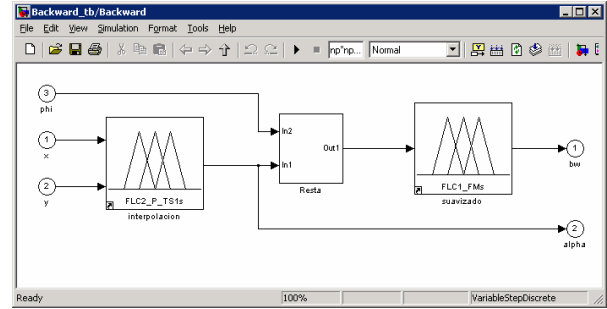 Backward_tb/Backward
File Edit View Simulation Format Tools Help
np"np... Normal
3
phi
1
x
2
y
FLC2_P_TS1s
interpolacion
In2
In1
Out1
Resta
FLC1_FMs
suavizado
1
bw
2
alpha
Ready 100% VariableStepDiscrete